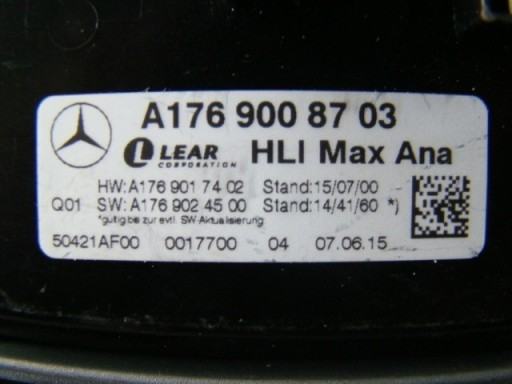 A176 900 87 03
LEAR CORPORATION HLI Max Ana
HW:A176 901 74 02 Stand:15/07/00
Q01 SW:A176 902 45 00 Stand:14/41/60 *)
*gültig bis zur evtl. SW-Aktualisierung
50421AF00 0017700 04 07.06.15